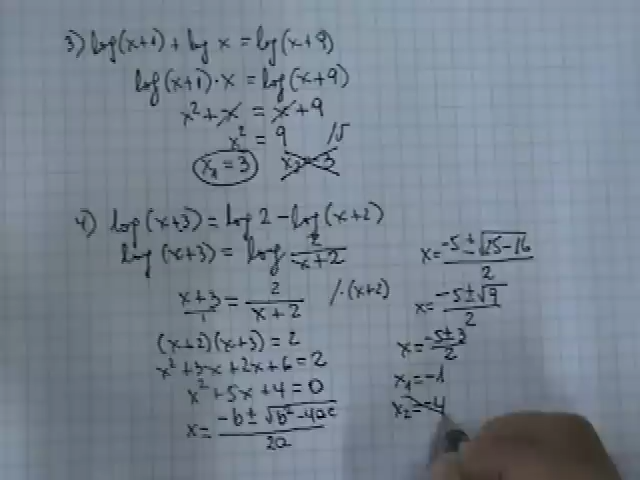 3) log(x+1) + log x = log(x+9)
log(x+1)·x = log(x+9)
x² + x = x + 9
x² = 9
x₁ = 3 x₂ = -3
4) log(x+3) = log 2 - log(x+2)
log(x+3) = log 2/(x+2)
(x+3)/1 = 2/(x+2) /·(x+2)
(x+2)(x+3) = 2
x² + 3x + 2x + 6 = 2
x² + 5x + 4 = 0
x = (-b ± √(b² - 4ac))/2a
x = (-5 ± √(25-16))/2
x = (-5 ± √9)/2
x = (-5 ± 3)/2
x₁ = -1
x₂ = -4